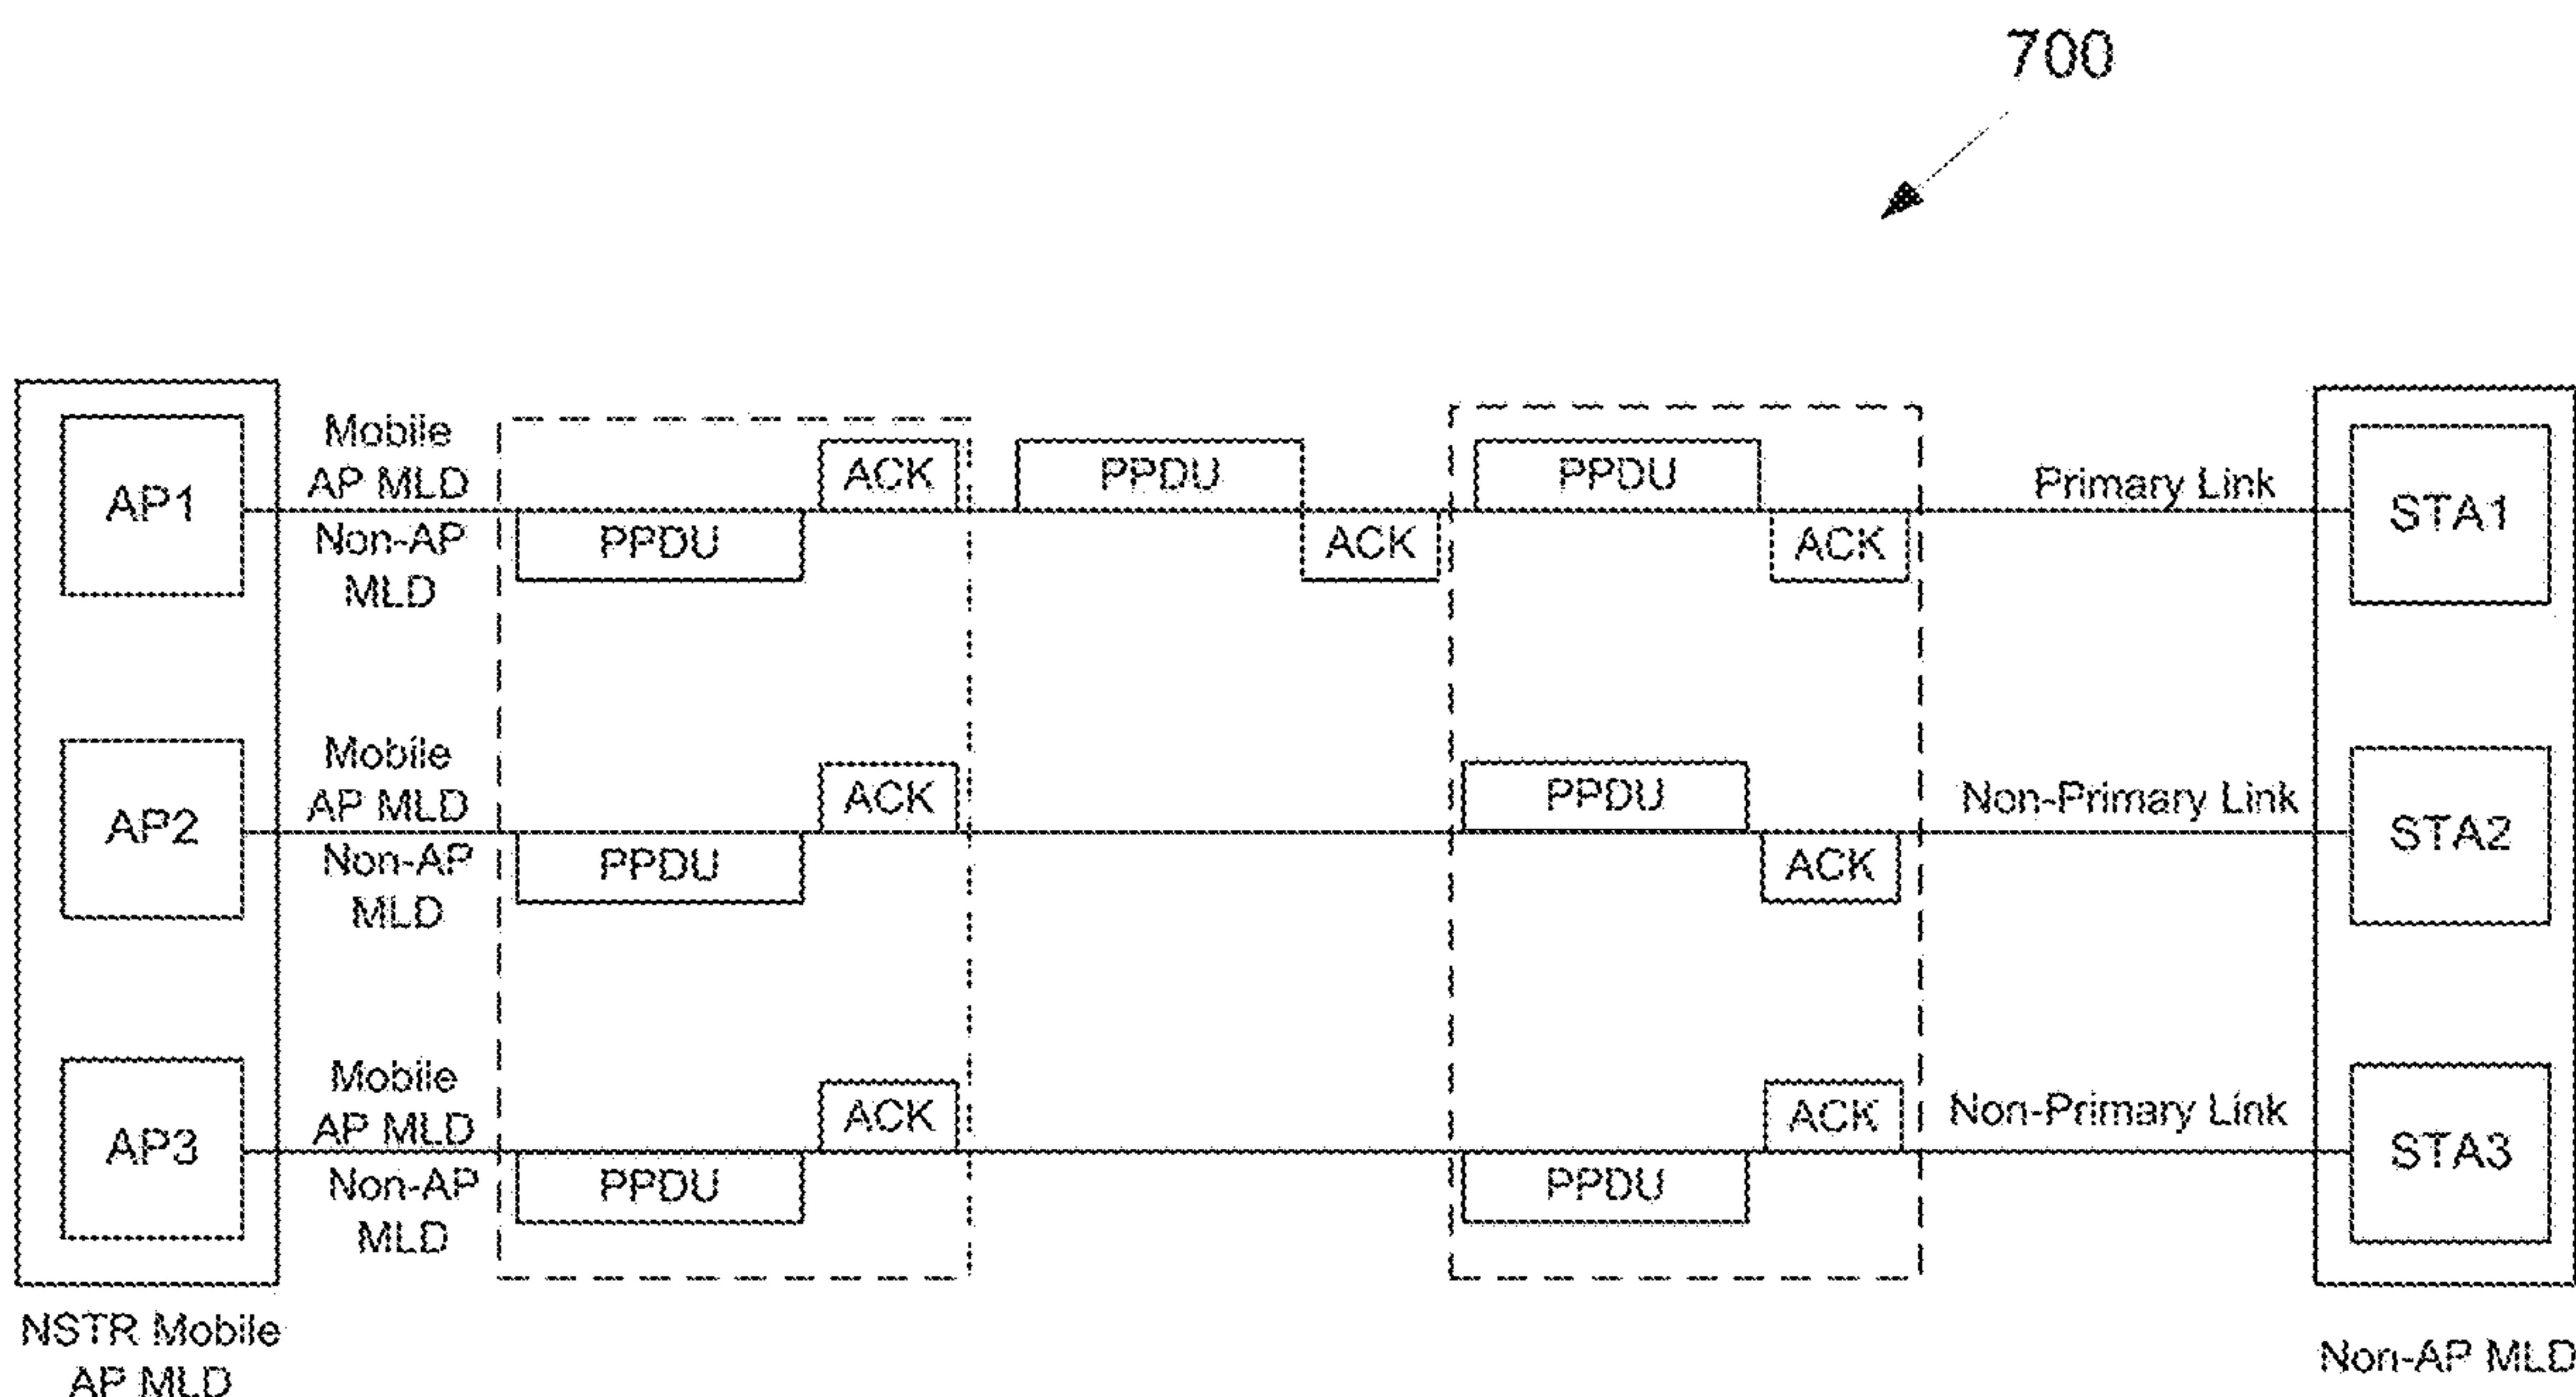 700
Mobile
AP MLD
Non-AP
MLD
AP1
PPDU
ACK
PPDU
ACK
PPDU
ACK
Primary Link
STA1
Mobile
AP MLD
Non-AP
MLD
AP2
PPDU
ACK
PPDU
ACK
Non-Primary Link
STA2
Mobile
AP MLD
Non-AP
MLD
AP3
PPDU
ACK
PPDU
ACK
Non-Primary Link
STA3
NSTR Mobile
AP MLD
Non-AP MLD